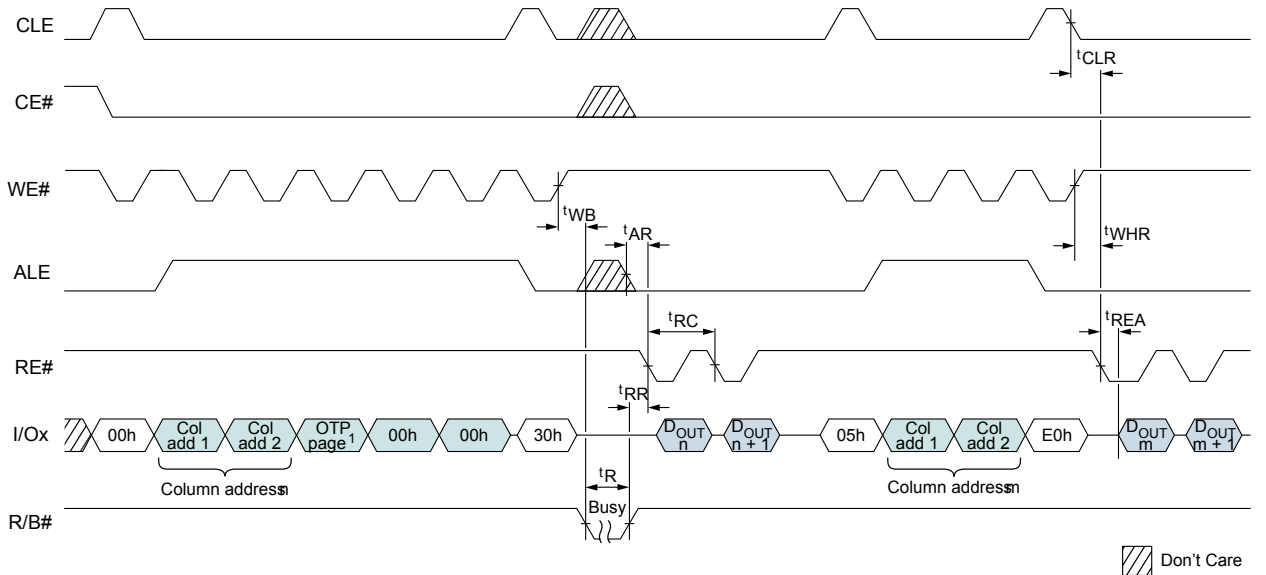 CLE
tCLR
CE#
WE#
tWB
tAR
tWHR
ALE
tRC
tREA
RE#
tRR
I/Ox
00h
Col add 1
Col add 2
OTP page1
00h
00h
30h
DOUT n
DOUT n + 1
05h
Col add 1
Col add 2
E0h
DOUT m
DOUT m + 1
Column address n
tR
Column address m
R/B#
Busy
Don't Care